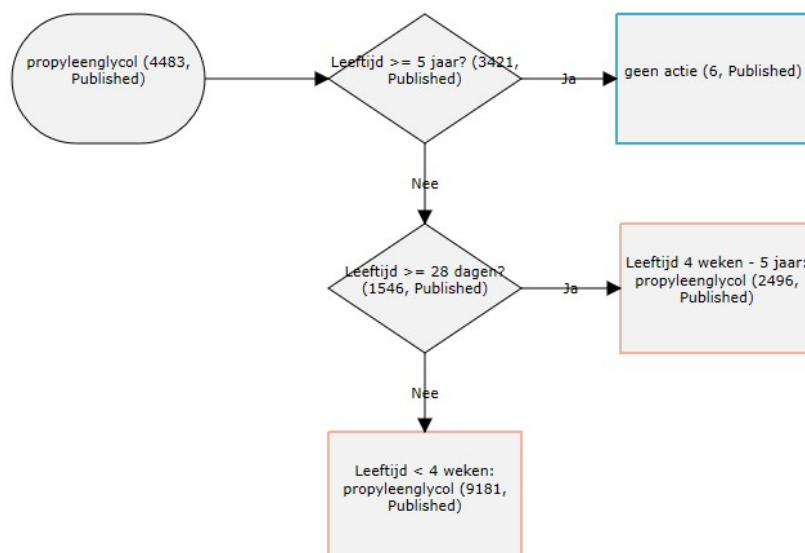 propyleenglycol (4483,
Published)
Leeftijd >= 5 jaar? (3421,
Published)
Ja
geen actie (6, Published)
Nee
Leeftijd >= 28 dagen?
(1546, Published)
Ja
Leeftijd 4 weken - 5 jaar:
propyleenglycol (2496,
Published)
Nee
Leeftijd < 4 weken:
propyleenglycol (9181,
Published)